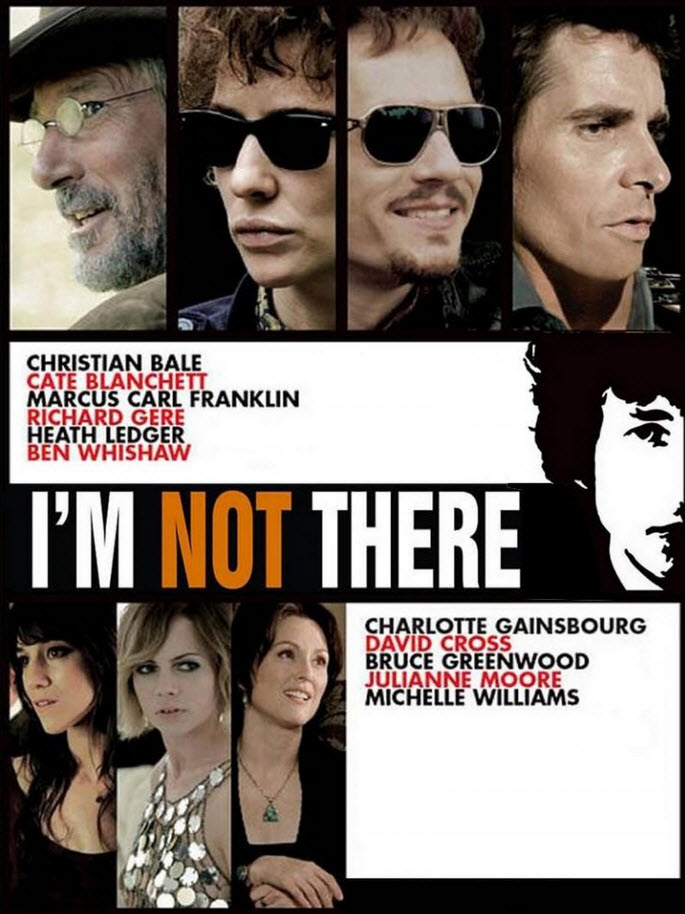 CHRISTIAN BALE
CATE BLANCHETT
MARCUS CARL FRANKLIN
RICHARD GERE
HEATH LEDGER
BEN WHISHAW
I'M NOT THERE
CHARLOTTE GAINSBOURG
DAVID CROSS
BRUCE GREENWOOD
JULIANNE MOORE
MICHELLE WILLIAMS